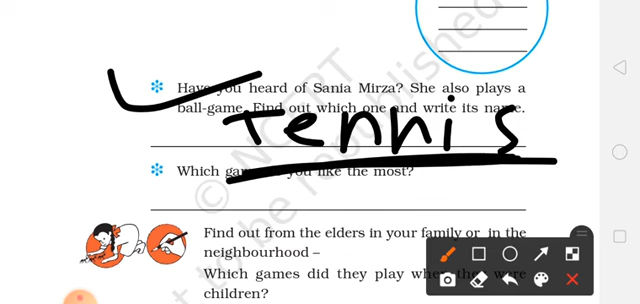 Have you heard of Sania Mirza? She also plays a
ball-game. Find out which one and write its name.
Tennis
Which games do you like the most?
Find out from the elders in your family or in the
neighbourhood –
Which games did they play when they were
children?